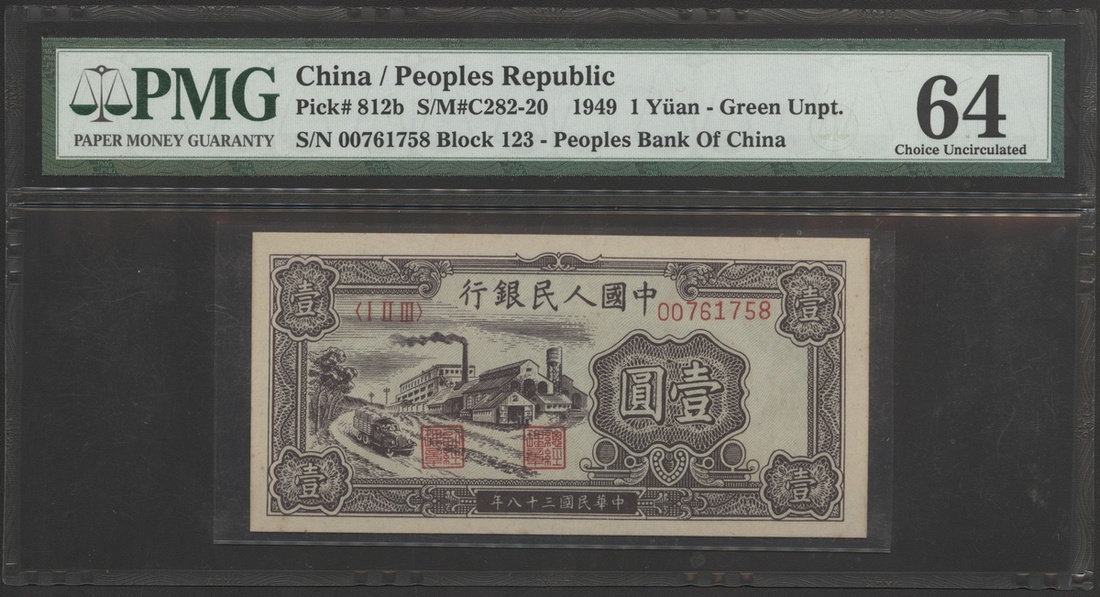 PMG
PAPER MONEY GUARANTY
China / Peoples Republic
Pick# 812b S/M#C282-20 1949 1 Yüan - Green Unpt.
S/N 00761758 Block 123 - Peoples Bank Of China
64
Choice Uncirculated
行銀民人國中
〈I II III〉
00761758
壹
壹
圓壹
壹
壹
年八十三國民華中